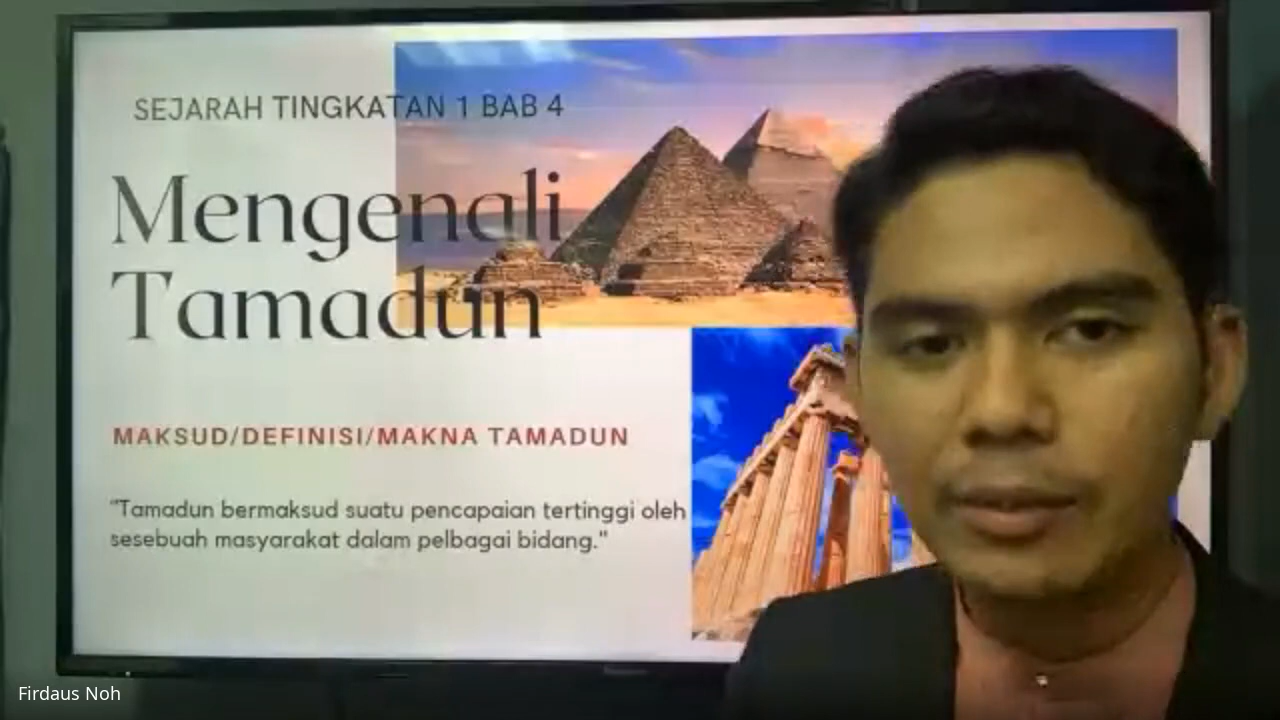 SEJARAH TINGKATAN 1 BAB 4
Mengenali
Tamadun
MAKSUD/DEFINISI/MAKNA TAMADUN
"Tamadun bermaksud suatu pencapaian tertinggi oleh
sesebuah masyarakat dalam pelbagai bidang."
Firdaus Noh